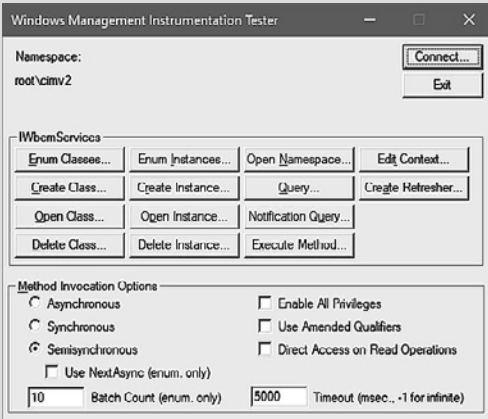 Windows Management Instrumentation Tester
Namespace:
Connect...
root\cimv2
Exit
IWbemServices
Enum Classes... Enum Instances... Open Namespace... Edit Context...
Create Class... Create Instance... Query... Create Refresher...
Open Class... Open Instance... Notification Query...
Delete Class... Delete Instance... Execute Method...
Method Invocation Options
Asynchronous Enable All Privileges
Synchronous Use Amended Qualifiers
Semisynchronous Direct Access on Read Operations
Use NextAsync (enum. only)
10 Batch Count (enum. only) 5000 Timeout (msec., -1 for infinite)